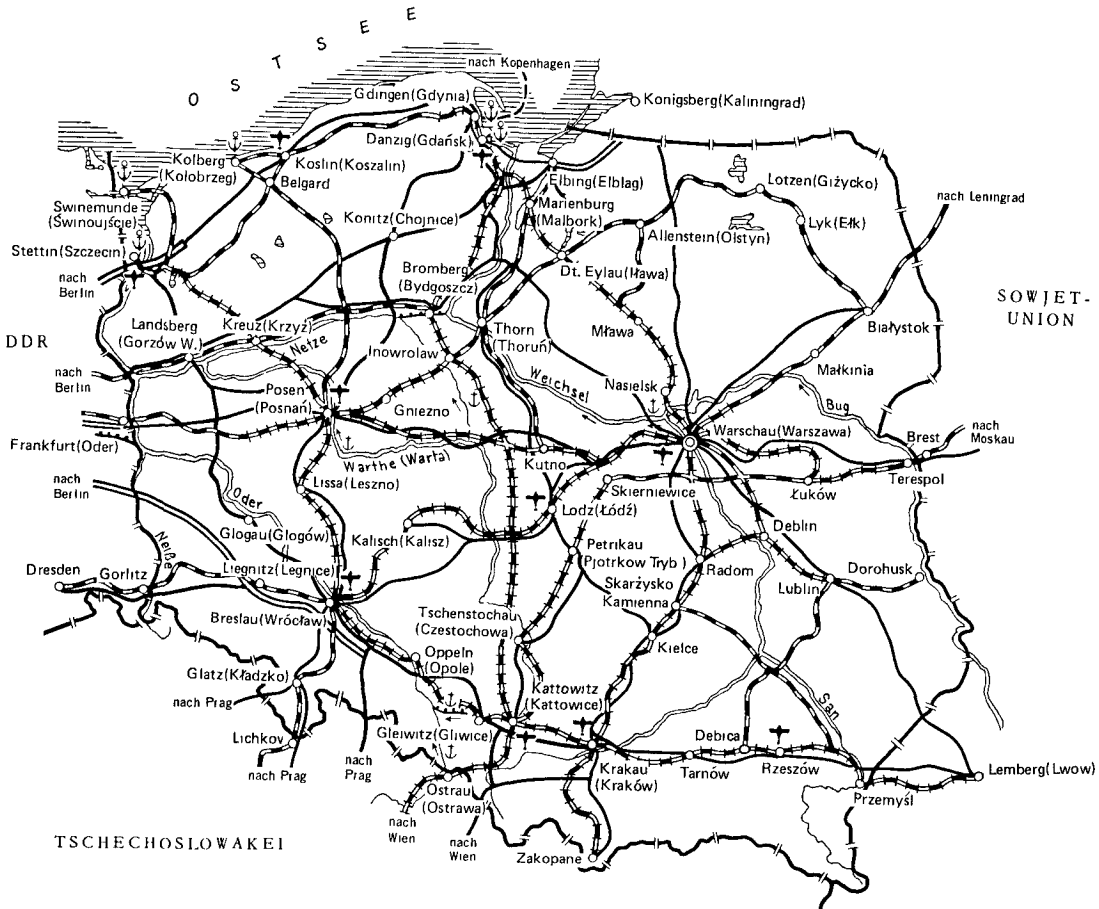 OSTSEE
nach Kopenhagen
Gdingen(Gdynia)
Konigsberg(Kaliningrad)
Danzig(Gdańsk)
Kolberg
(Kołobrzeg)
Koslin(Koszalin)
Belgard
Elbing(Elbląg)
Lotzen(Giżycko)
nach Leningrad
Swinemunde
(Świnoujście)
Konitz(Chojnice)
Marienburg
(Malbork)
Lyk(Ełk)
Allenstein(Olstyn)
Stettin(Szczecin)
nach
Berlin
Bromberg
(Bydgoszcz)
Dt. Eylau(Iława)
SOWJET-
UNION
Landsberg
(Gorzów W.)
Kreuz(Krzyż)
Netze
Thorn
(Thoruń)
Mława
Białystok
DDR
Inowrolaw
Małkinia
nach
Berlin
Posen
(Posnań)
Weichsel
Nasielsk
Gniezno
Bug
Warschau(Warszawa)
nach
Moskau
Brest
Frankfurt(Oder)
Warthe(Warta)
Kutno
Terespol
nach
Berlin
Lissa(Leszno)
Skierniewice
Łuków
Oder
Lodz(Łódź)
Glogau(Głogów)
Kalisch(Kalisz)
Deblin
Neiße
Petrikau
(Pjotrkow Tryb)
Radom
Dresden
Gorlitz
Liegnitz(Legnice)
Lublin
Dorohusk
Skarżysko
Kamienna
Breslau(Wrócław)
Tschenstochau
(Czestochowa)
Kielce
Oppeln
(Opole)
Glatz(Kładzko)
nach Prag
Kattowitz
(Kattowice)
San
Lichkov
Gleiwitz(Gliwice)
Debica
nach Prag
nach
Prag
Krakau
(Kraków)
Tarnów
Rzeszów
Lemberg(Lwow)
Ostrau
(Ostrawa)
Przemyśl
nach
Wien
nach
Wien
TSCHECHOSLOWAKEI
Zakopane